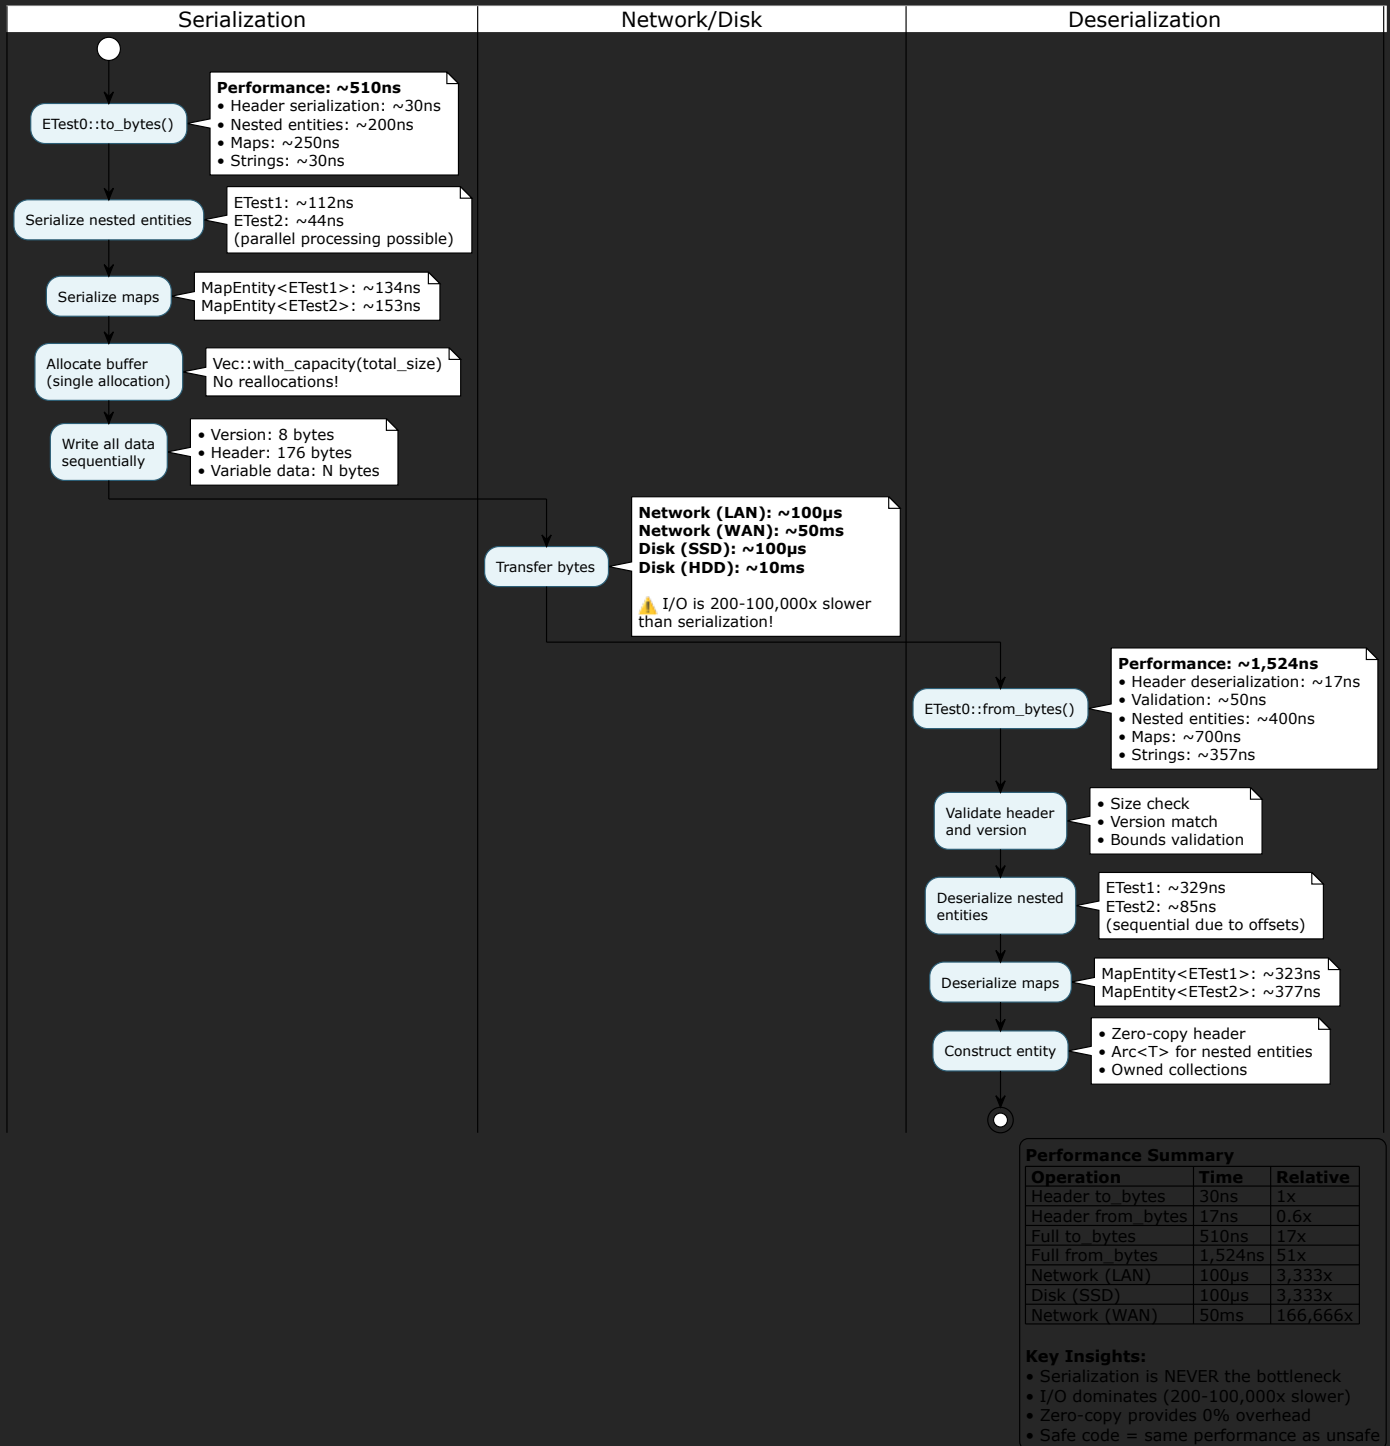 Serialization
Network/Disk
Deserialization
ETest0::to_bytes()
Performance: ~510ns
• Header serialization: ~30ns
• Nested entities: ~200ns
• Maps: ~250ns
• Strings: ~30ns
Serialize nested entities
ETest1: ~112ns
ETest2: ~44ns
(parallel processing possible)
Serialize maps
MapEntity<ETest1>: ~134ns
MapEntity<ETest2>: ~153ns
Allocate buffer
(single allocation)
Vec::with_capacity(total_size)
No reallocations!
Write all data
sequentially
• Version: 8 bytes
• Header: 176 bytes
• Variable data: N bytes
Transfer bytes
Network (LAN): ~100µs
Network (WAN): ~50ms
Disk (SSD): ~100µs
Disk (HDD): ~10ms
⚠️ I/O is 200-100,000x slower
than serialization!
ETest0::from_bytes()
Performance: ~1,524ns
• Header deserialization: ~17ns
• Validation: ~50ns
• Nested entities: ~400ns
• Maps: ~700ns
• Strings: ~357ns
Validate header
and version
• Size check
• Version match
• Bounds validation
Deserialize nested
entities
ETest1: ~329ns
ETest2: ~85ns
(sequential due to offsets)
Deserialize maps
MapEntity<ETest1>: ~323ns
MapEntity<ETest2>: ~377ns
Construct entity
• Zero-copy header
• Arc<T> for nested entities
• Owned collections
Performance Summary
Operation Time Relative
Header to_bytes 30ns 1x
Header from_bytes 17ns 0.6x
Full to_bytes 510ns 17x
Full from_bytes 1,524ns 51x
Network (LAN) 100µs 3,333x
Disk (SSD) 100µs 3,333x
Network (WAN) 50ms 166,666x
Key Insights:
• Serialization is NEVER the bottleneck
• I/O dominates (200-100,000x slower)
• Zero-copy provides 0% overhead
• Safe code = same performance as unsafe